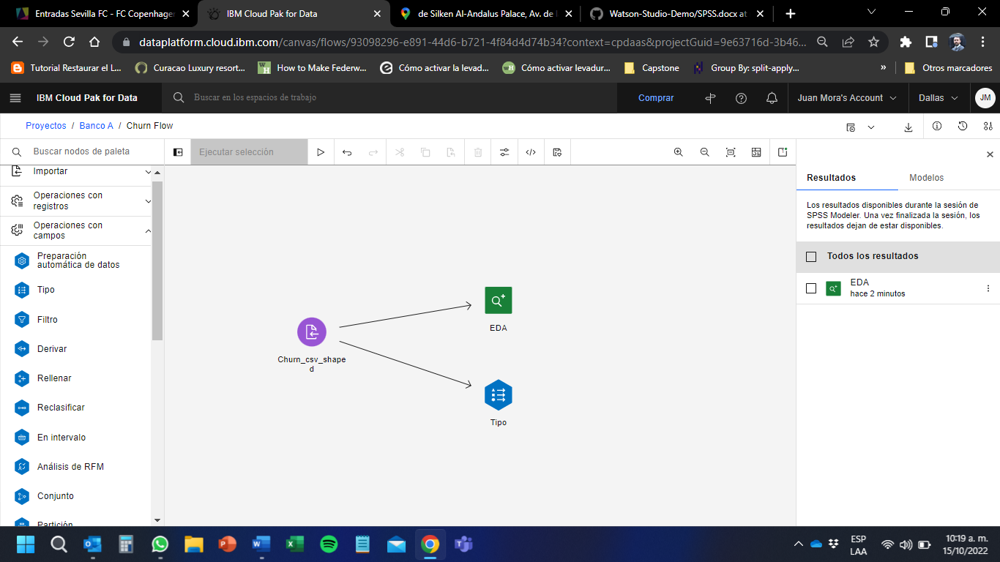 Entradas Sevilla FC - FC Copenhagen
IBM Cloud Pak for Data
de Silken Al-Andalus Palace, Av. de
Watson-Studio-Demo/SPSS.docx at
dataplatform.cloud.ibm.com/canvas/flows/93098296-e891-44d6-b721-4f84d4d74b34?context=cpdaas&projectGuid=9e63716d-3b46...
Tutorial Restaurar el L...
Curacao Luxury resort...
How to Make Federw...
Cómo activar la levad...
Cómo activar levadur...
Capstone
Group By: split-apply...
»
Otros marcadores
IBM Cloud Pak for Data
Buscar en los espacios de trabajo
Comprar
Juan Mora's Account
Dallas
JM
Proyectos / Banco A / Churn Flow
Buscar nodos de paleta
Ejecutar selección
Importar
Operaciones con
registros
Operaciones con
campos
Preparación
automática de datos
Tipo
Filtro
Derivar
Rellenar
Reclasificar
En intervalo
Análisis de RFM
Conjunto
Partición
Churn_csv_shape
d
EDA
Tipo
Resultados
Modelos
Los resultados disponibles durante la sesión de
SPSS Modeler. Una vez finalizada la sesión, los
resultados dejan de estar disponibles.
Todos los resultados
EDA
hace 2 minutos
ESP
LAA
10:19 a. m.
15/10/2022